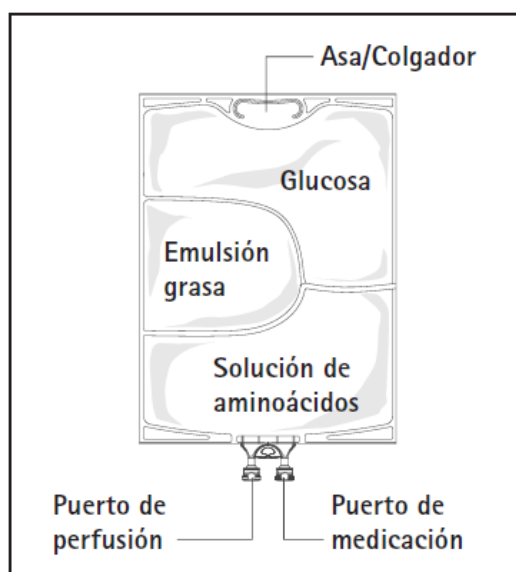 Asa/Colgador
Glucosa
Emulsión
grasa
Solución de
aminoácidos
Puerto de
perfusión
Puerto de
medicación